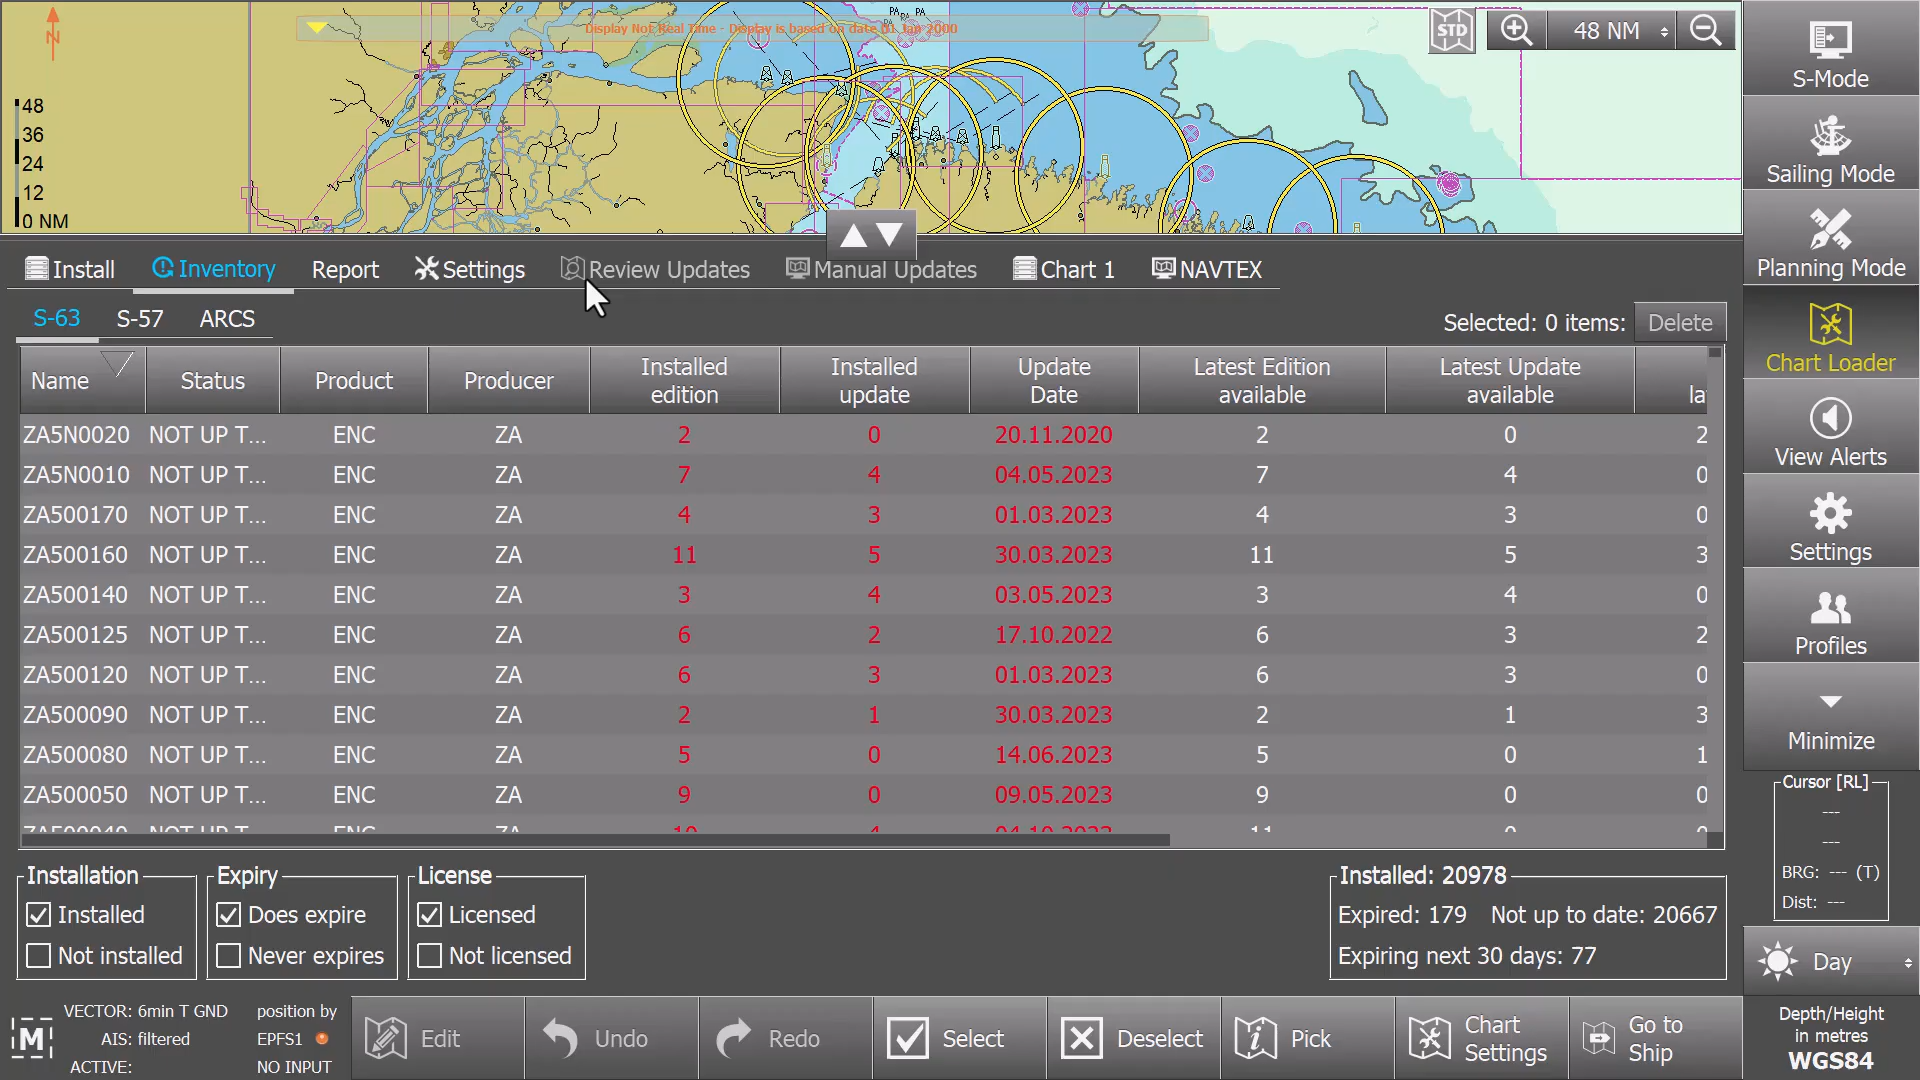 N
Display Not Real Time - Display is based on date 01 Jan 2000
PA
PA PA
PA
STD
48 NM
48
36
24
12
0 NM
S-Mode
Sailing Mode
Planning Mode
Chart Loader
View Alerts
Settings
Profiles
Minimize
Install Inventory Report Settings Review Updates Manual Updates Chart 1 NAVTEX
S-63 S-57 ARCS
Selected: 0 items: Delete
Name Status Product Producer Installed edition Installed update Update Date Latest Edition available Latest Update available la
ZA5N0020 NOT UP T... ENC ZA 2 0 20.11.2020 2 0 2
ZA5N0010 NOT UP T... ENC ZA 7 4 04.05.2023 7 4 0
ZA500170 NOT UP T... ENC ZA 4 3 01.03.2023 4 3 0
ZA500160 NOT UP T... ENC ZA 11 5 30.03.2023 11 5 3
ZA500140 NOT UP T... ENC ZA 3 4 03.05.2023 3 4 0
ZA500125 NOT UP T... ENC ZA 6 2 17.10.2022 6 3 2
ZA500120 NOT UP T... ENC ZA 6 3 01.03.2023 6 3 0
ZA500090 NOT UP T... ENC ZA 2 1 30.03.2023 2 1 3
ZA500080 NOT UP T... ENC ZA 5 0 14.06.2023 5 0 1
ZA500050 NOT UP T... ENC ZA 9 0 09.05.2023 9 0 0
Installation
Installed
Not installed
Expiry
Does expire
Never expires
License
Licensed
Not licensed
Installed: 20978
Expired: 179 Not up to date: 20667
Expiring next 30 days: 77
Cursor [RL]
---
---
BRG: --- (T)
Dist: ---
Day
M
VECTOR: 6min T GND
AIS: filtered
ACTIVE:
position by
EPFS1
NO INPUT
Edit
Undo
Redo
Select
Deselect
Pick
Chart
Settings
Go to
Ship
Depth/Height
in metres
WGS84